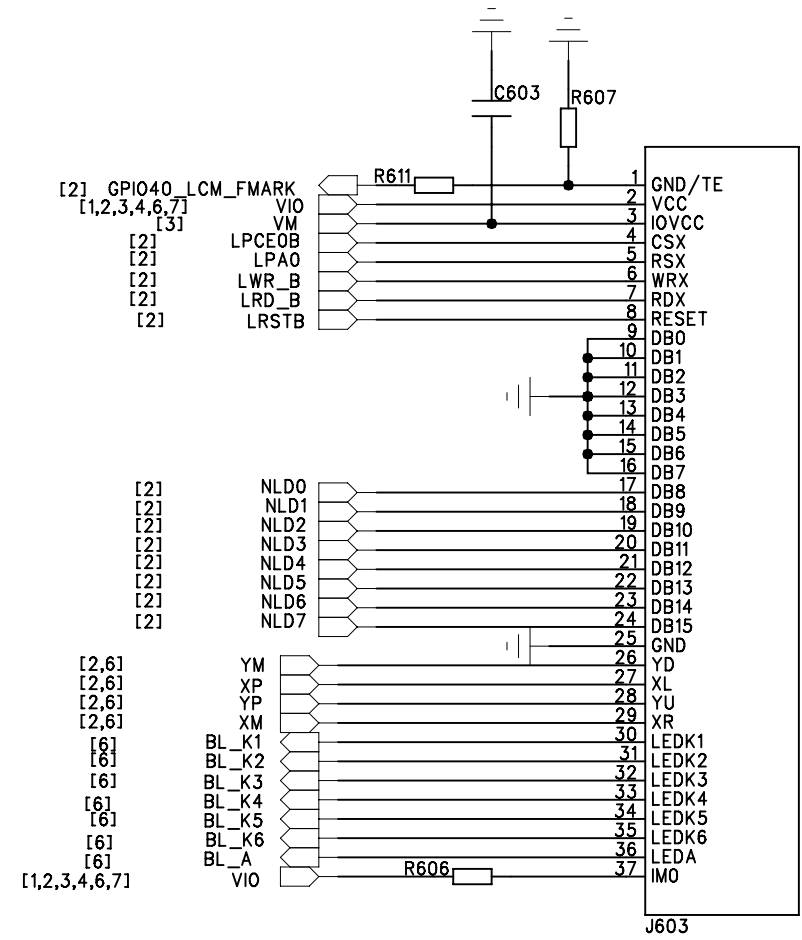 C603
R607
R611
[2] GPIO40_LCM_FMARK 1 GND/TE
[1,2,3,4,6,7] VIO 2 VCC
[3] VM 3 IOVCC
[2] LPCE0B 4 CSX
[2] LPA0 5 RSX
[2] LWR_B 6 WRX
[2] LRD_B 7 RDX
[2] LRSTB 8 RESET
9 DB0
10 DB1
11 DB2
12 DB3
13 DB4
14 DB5
15 DB6
16 DB7
[2] NLD0 17 DB8
[2] NLD1 18 DB9
[2] NLD2 19 DB10
[2] NLD3 20 DB11
[2] NLD4 21 DB12
[2] NLD5 22 DB13
[2] NLD6 23 DB14
[2] NLD7 24 DB15
25 GND
[2,6] YM 26 YD
[2,6] XP 27 XL
[2,6] YP 28 YU
[2,6] XM 29 XR
[6] BL_K1 30 LEDK1
[6] BL_K2 31 LEDK2
[6] BL_K3 32 LEDK3
[6] BL_K4 33 LEDK4
[6] BL_K5 34 LEDK5
[6] BL_K6 35 LEDK6
[6] BL_A 36 LEDA
[1,2,3,4,6,7] VIO R606 37 IM0
J603